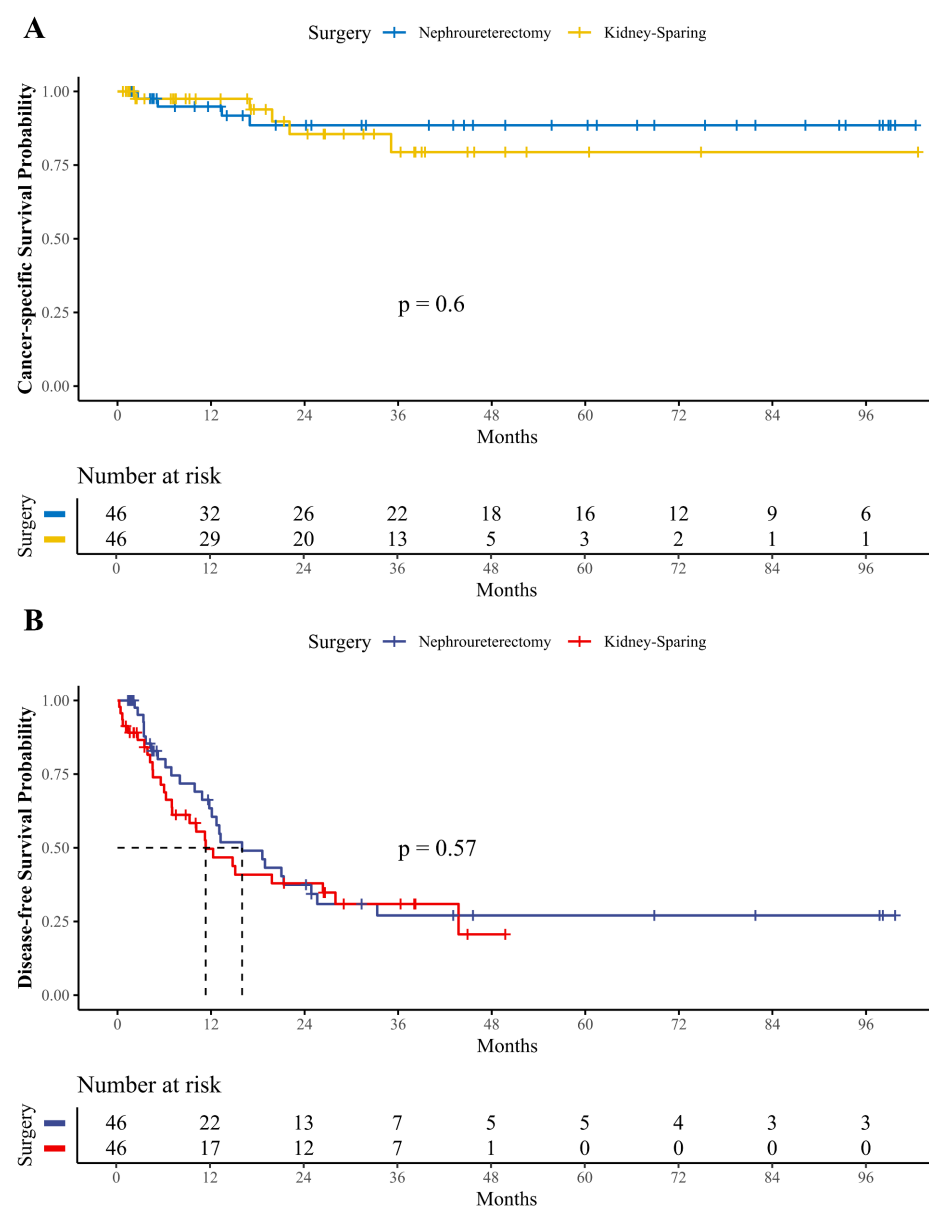 A
Surgery Nephroureterectomy Kidney-Sparing
Cancer-specific Survival Probability
1.00
0.75
0.50
0.25
0.00
p = 0.6
0 12 24 36 48 60 72 84 96
Months
Number at risk
Surgery
46 32 26 22 18 16 12 9 6
46 29 20 13 5 3 2 1 1
0 12 24 36 48 60 72 84 96
Months
B
Surgery Nephroureterectomy Kidney-Sparing
Disease-free Survival Probability
1.00
0.75
0.50
0.25
0.00
p = 0.57
0 12 24 36 48 60 72 84 96
Months
Number at risk
Surgery
46 22 13 7 5 5 4 3 3
46 17 12 7 1 0 0 0 0
0 12 24 36 48 60 72 84 96
Months